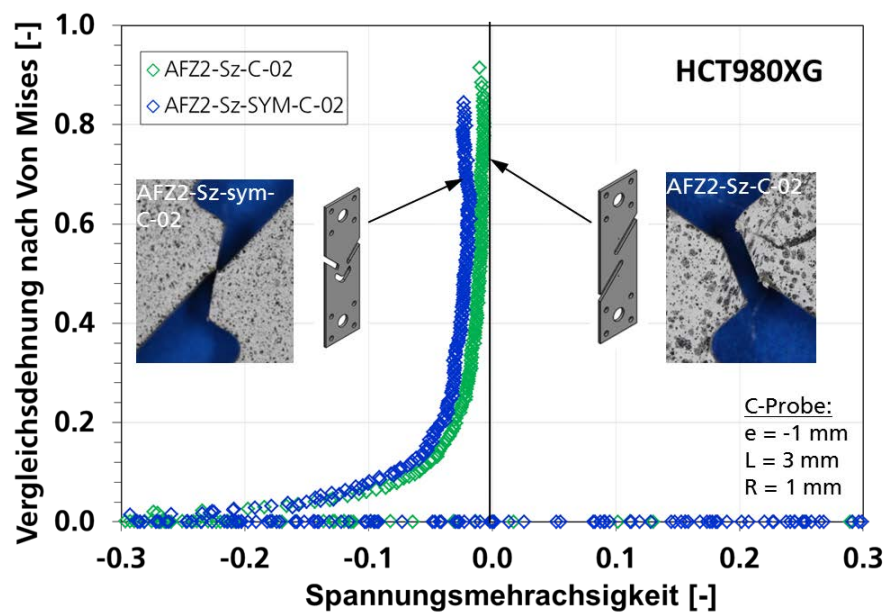 Vergleichsdehnung nach Von Mises [-]
1.0
0.8
0.6
0.4
0.2
0.0
AFZ2-Sz-C-02
AFZ2-Sz-SYM-C-02
HCT980XG
AFZ2-Sz-sym-
C-02
AFZ2-Sz-C-02
C-Probe:
e = -1 mm
L = 3 mm
R = 1 mm
-0.3
-0.2
-0.1
0.0
0.1
0.2
0.3
Spannungsmehrachsigkeit [-]